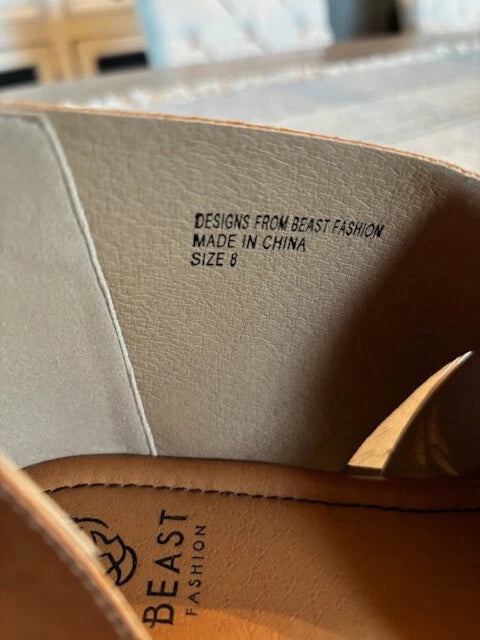 DESIGNS FROM BEAST FASHION
MADE IN CHINA
SIZE 8
BEAST
FASHION